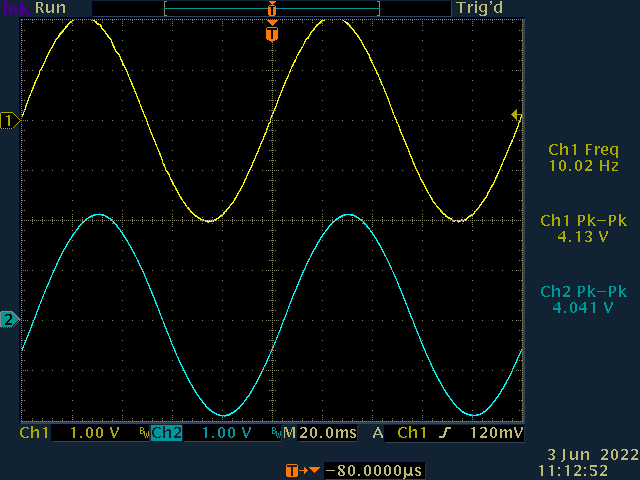 Tek Run Trig'd
T
T
1
Ch1 Freq
10.02 Hz
Ch1 Pk-Pk
4.13 V
Ch2 Pk-Pk
4.041 V
2
Ch1 1.00 V BW Ch2 1.00 V BW M 20.0ms A Ch1 120mV
T -80.0000µs
3 Jun 2022
11:12:52